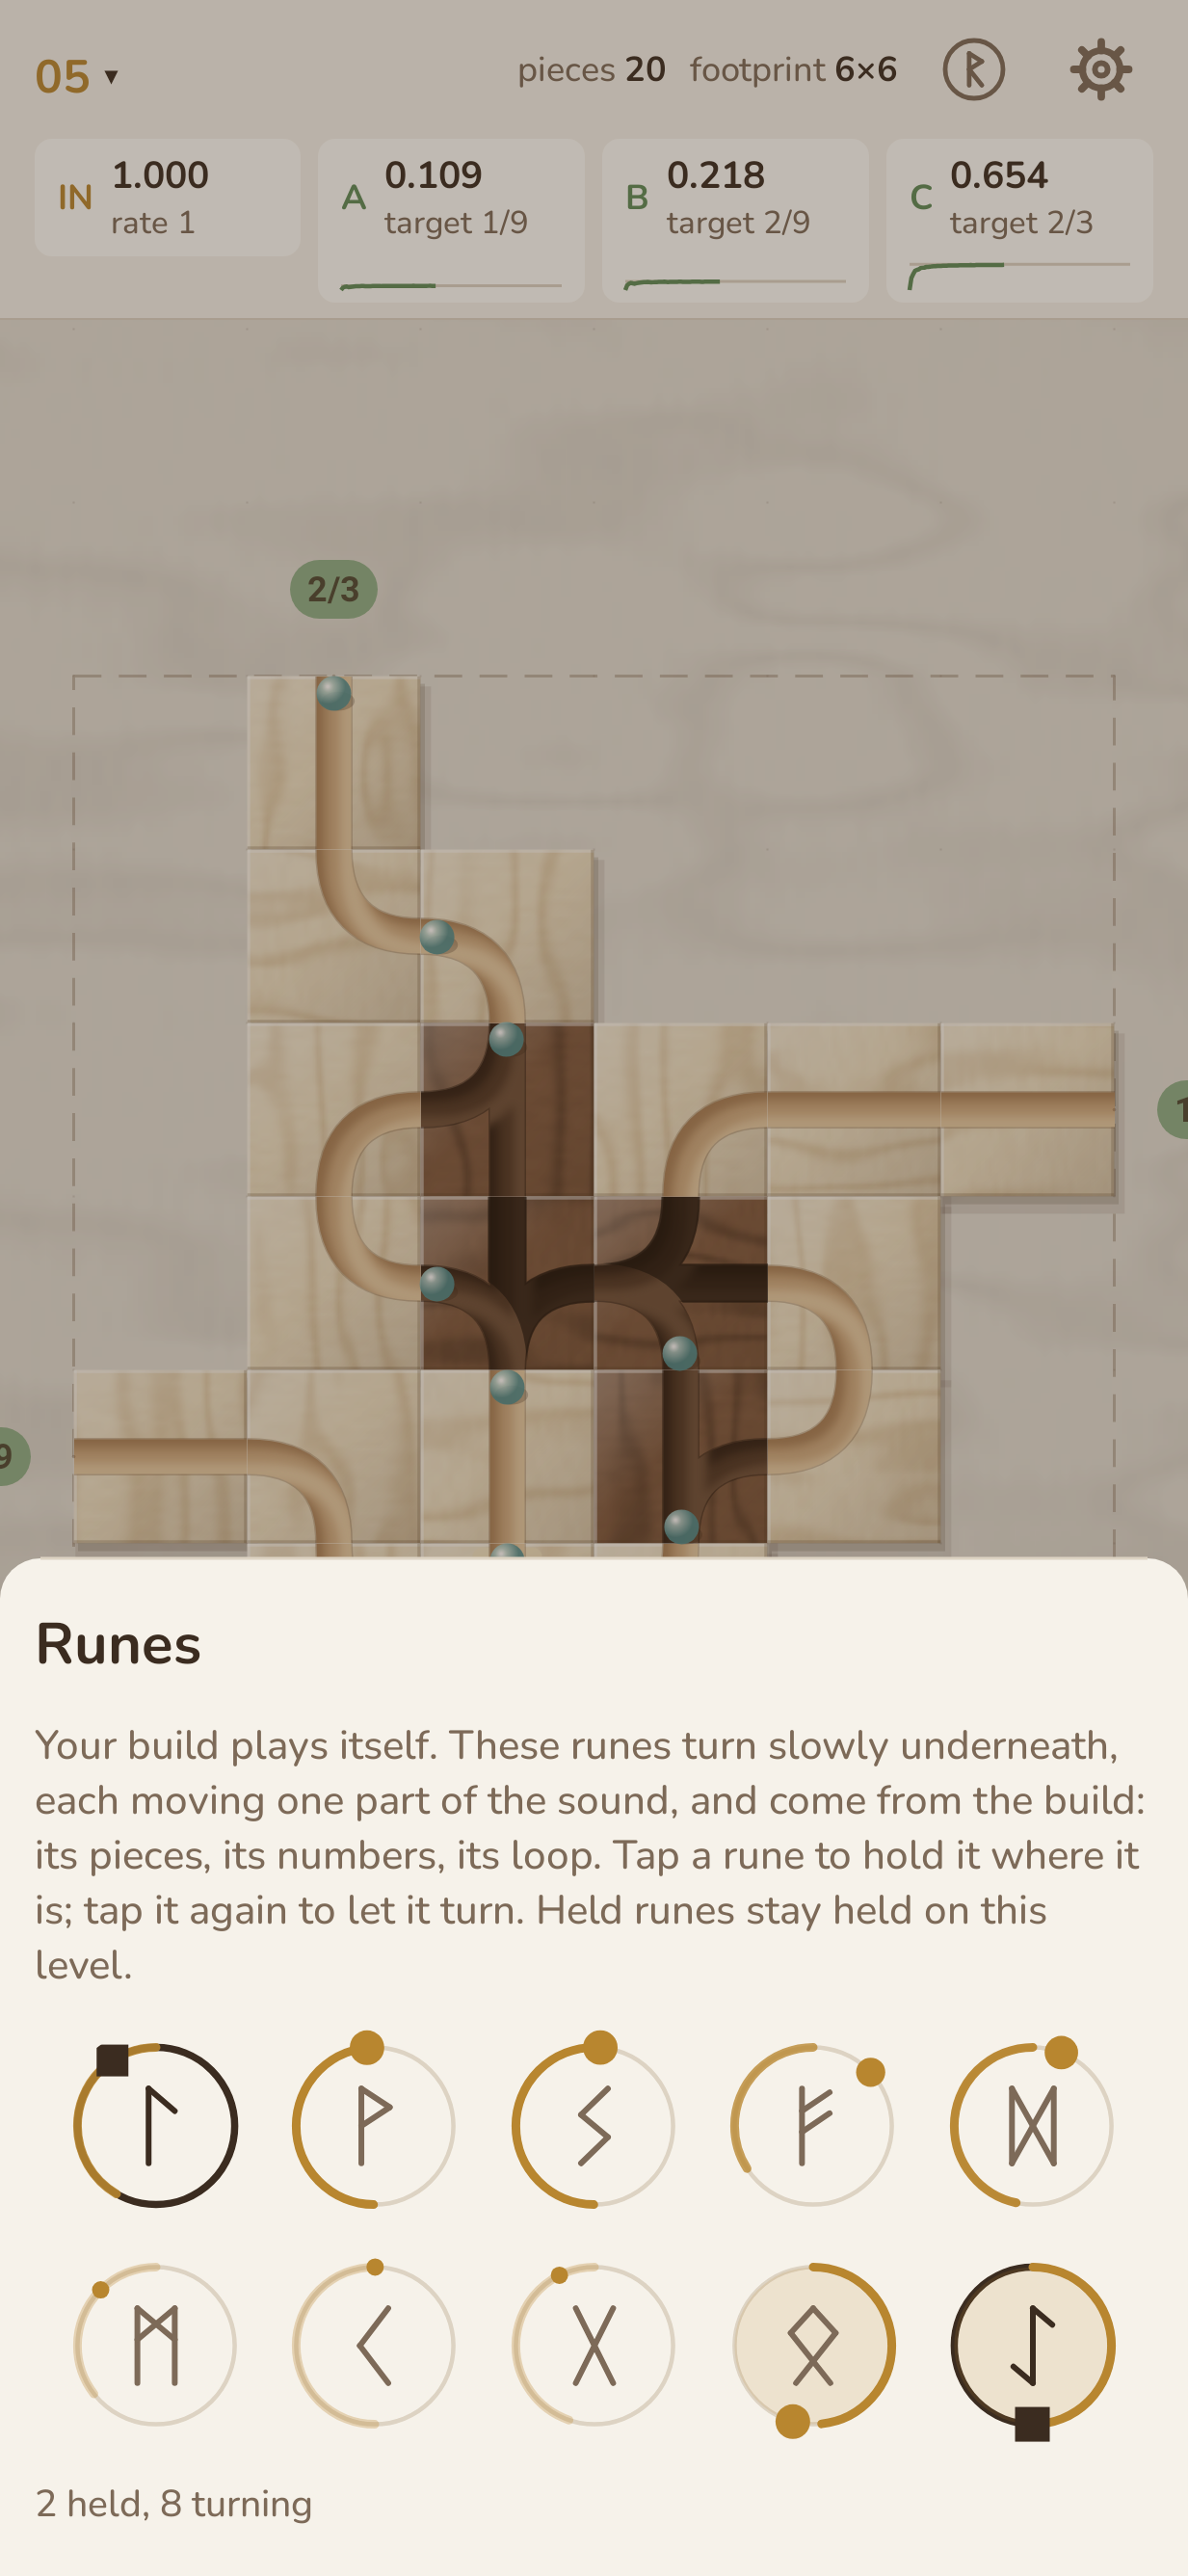 05 ▾ pieces 20 footprint 6×6 ᚱ
IN 1.000 rate 1
A 0.109 target 1/9
B 0.218 target 2/9
C 0.654 target 2/3
2/3
1
9
Runes
Your build plays itself. These runes turn slowly underneath,
each moving one part of the sound, and come from the build:
its pieces, its numbers, its loop. Tap a rune to hold it where it
is; tap it again to let it turn. Held runes stay held on this
level.
ᛚ ᚹ ᛊ ᚠ ᛞ
ᛗ ᚲ ᚷ ᛟ ᛇ
2 held, 8 turning